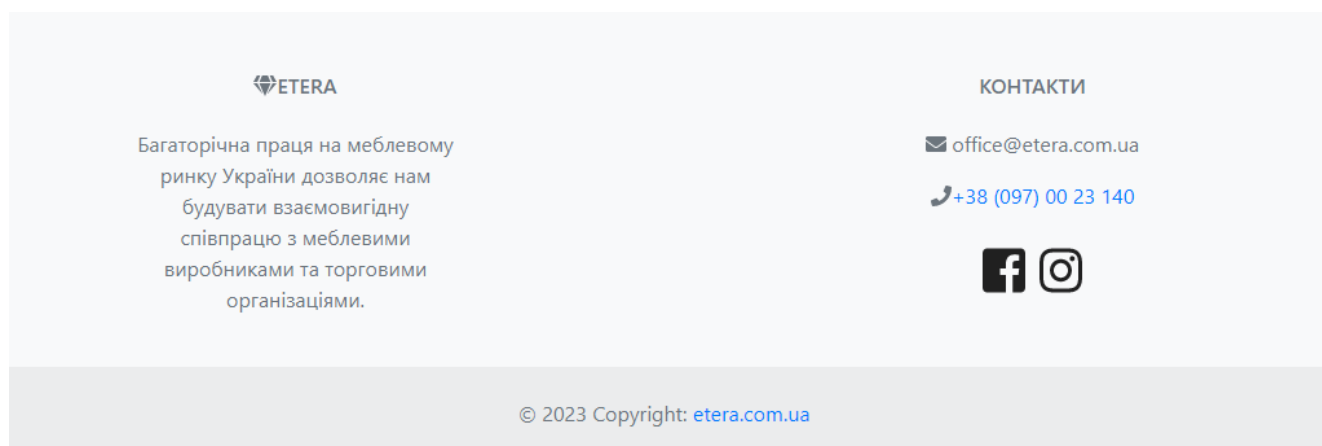 ETERA
Багаторічна праця на меблевому
ринку України дозволяє нам
будувати взаємовигідну
співпрацю з меблевими
виробниками та торговими
організаціями.
КОНТАКТИ
office@etera.com.ua
+38 (097) 00 23 140
© 2023 Copyright: etera.com.ua